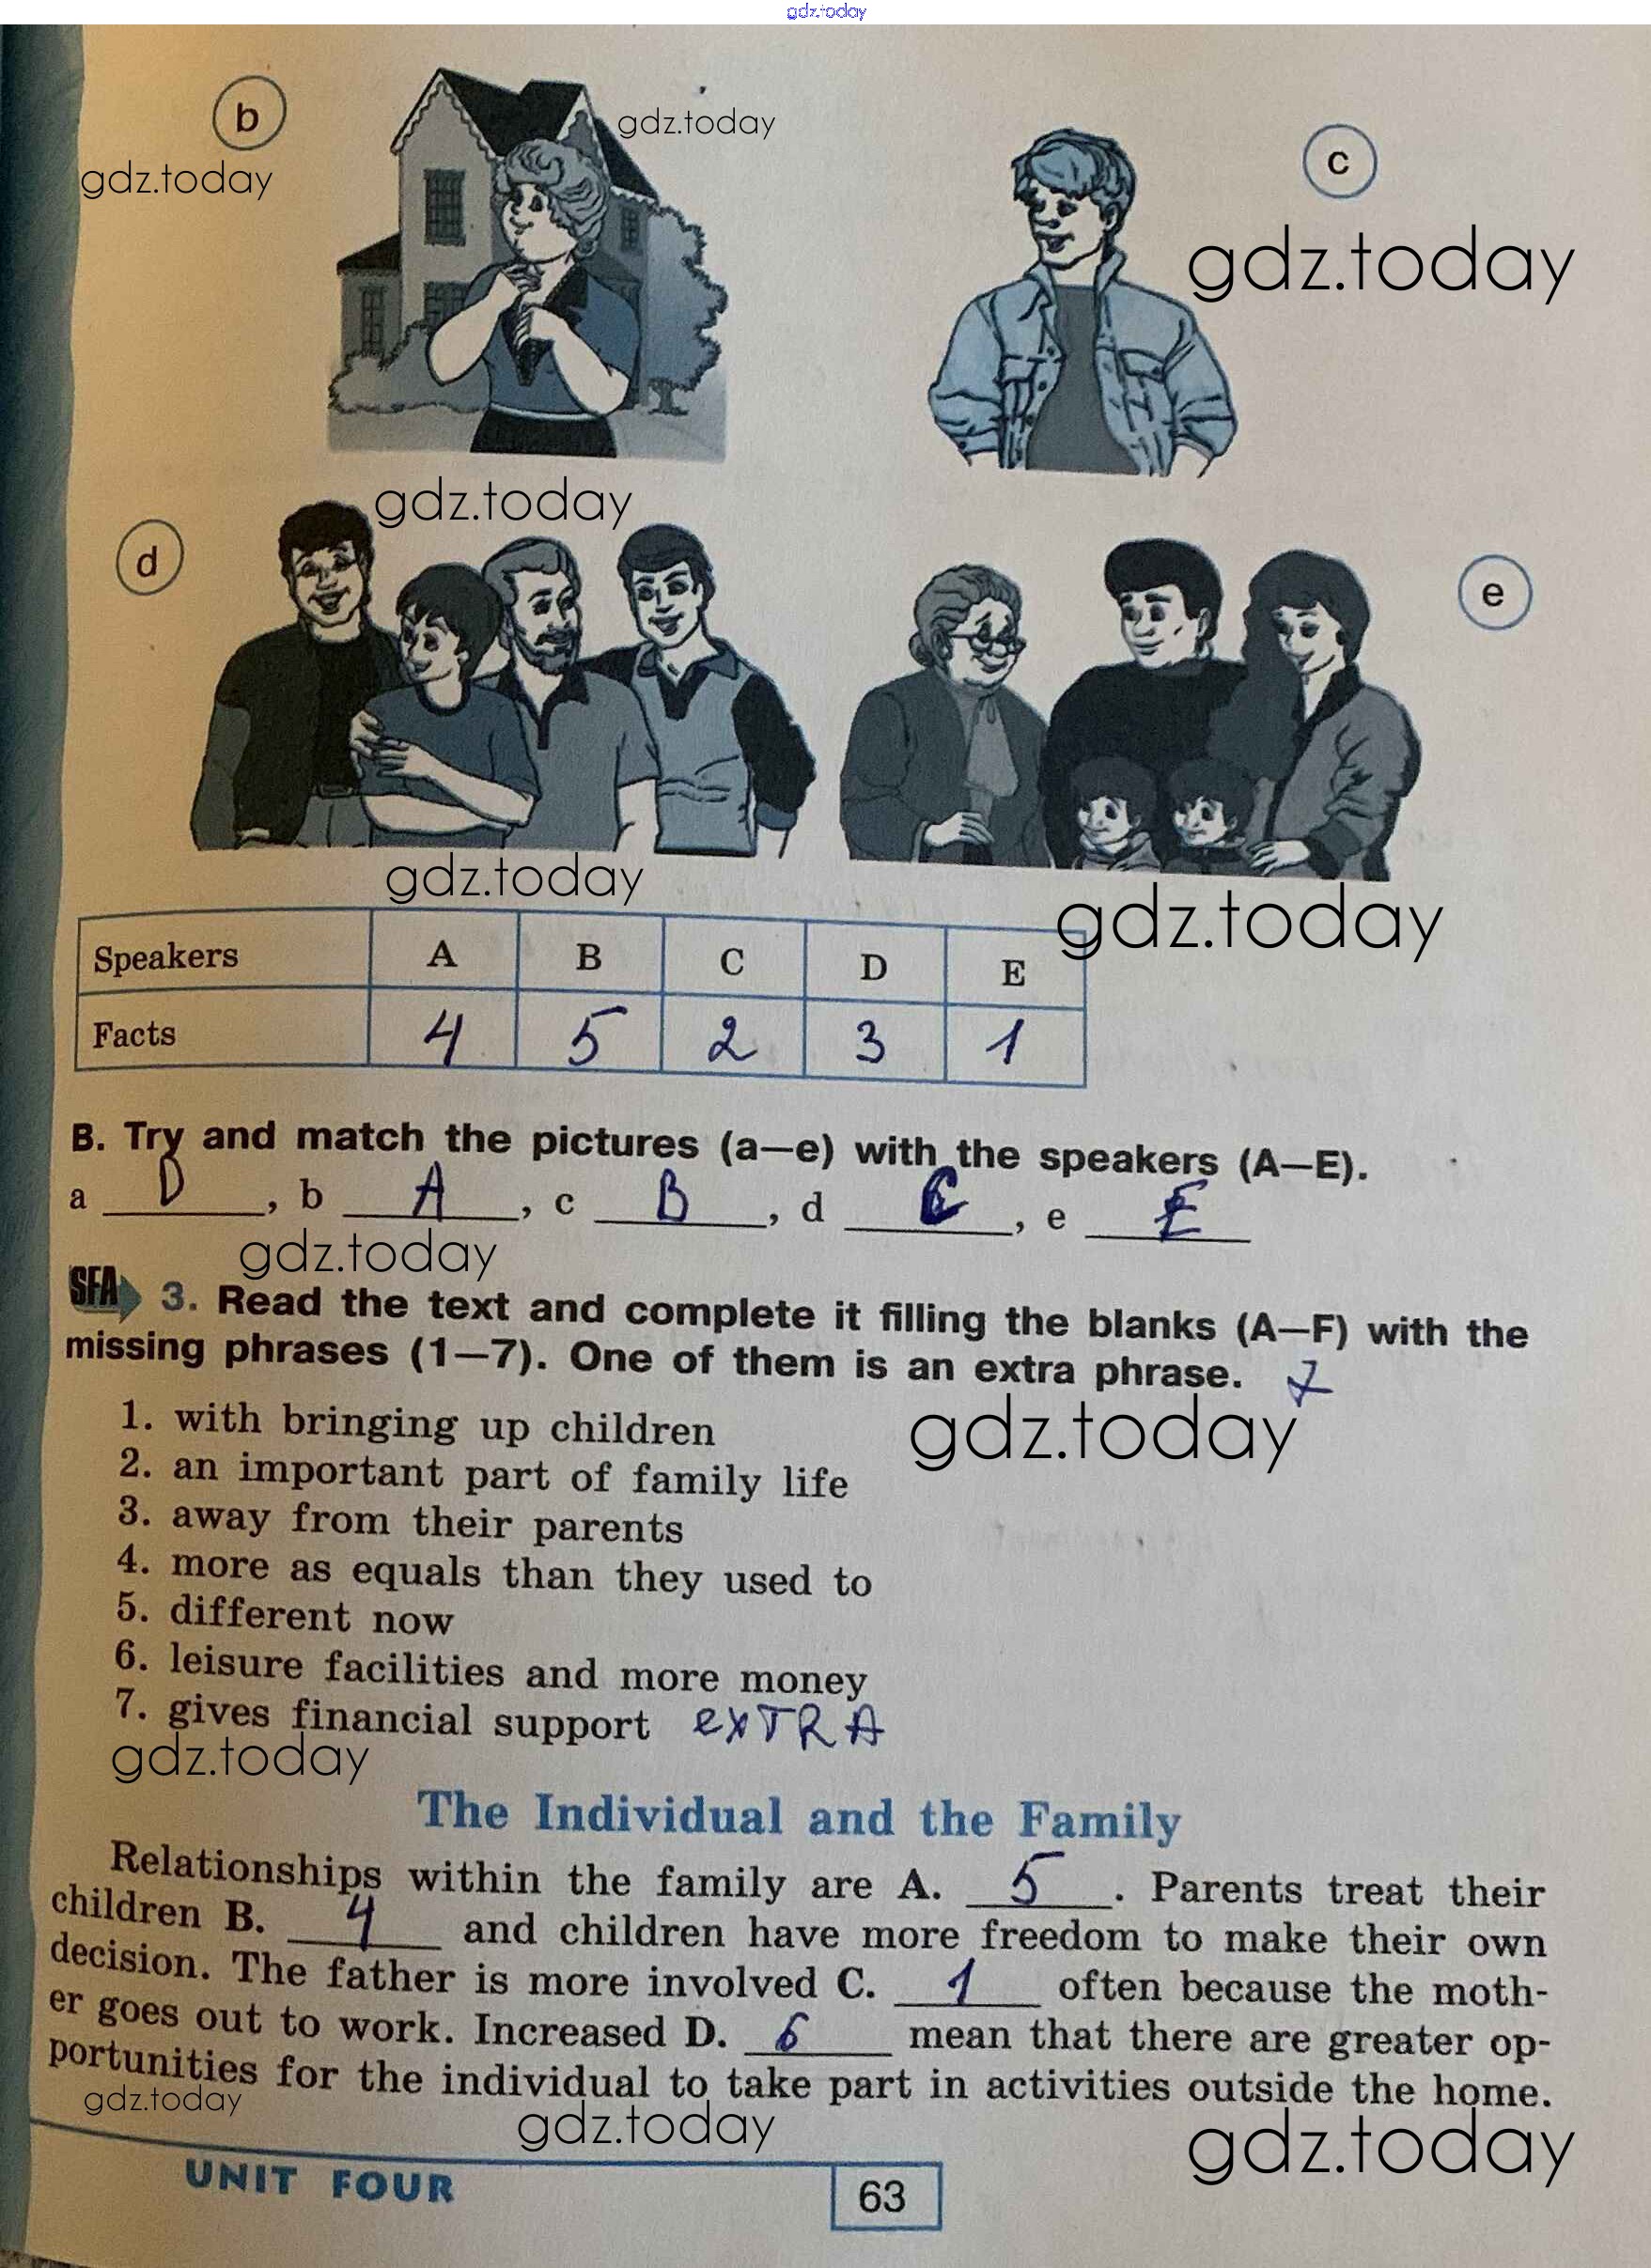 gdz.today
b
gdz.today
c
gdz.today
gdz.today
gdz.today
d
e
gdz.today
gdz.today
Speakers A B C D E
Facts 4 5 2 3 1
B. Try and match the pictures (a—e) with the speakers (A—E).
a D , b A , c B , d C , e E
gdz.today
SFA 3. Read the text and complete it filling the blanks (A—F) with the
missing phrases (1—7). One of them is an extra phrase. 7
1. with bringing up children
gdz.today
2. an important part of family life
3. away from their parents
4. more as equals than they used to
5. different now
6. leisure facilities and more money
7. gives financial support exTRA
gdz.today
The Individual and the Family
Relationships within the family are A. 5 . Parents treat their
children B. 4 and children have more freedom to make their own
decision. The father is more involved C. 1 often because the moth-
er goes out to work. Increased D. 6 mean that there are greater op-
portunities for the individual to take part in activities outside the home.
gdz.today
gdz.today
gdz.today
UNIT FOUR
63